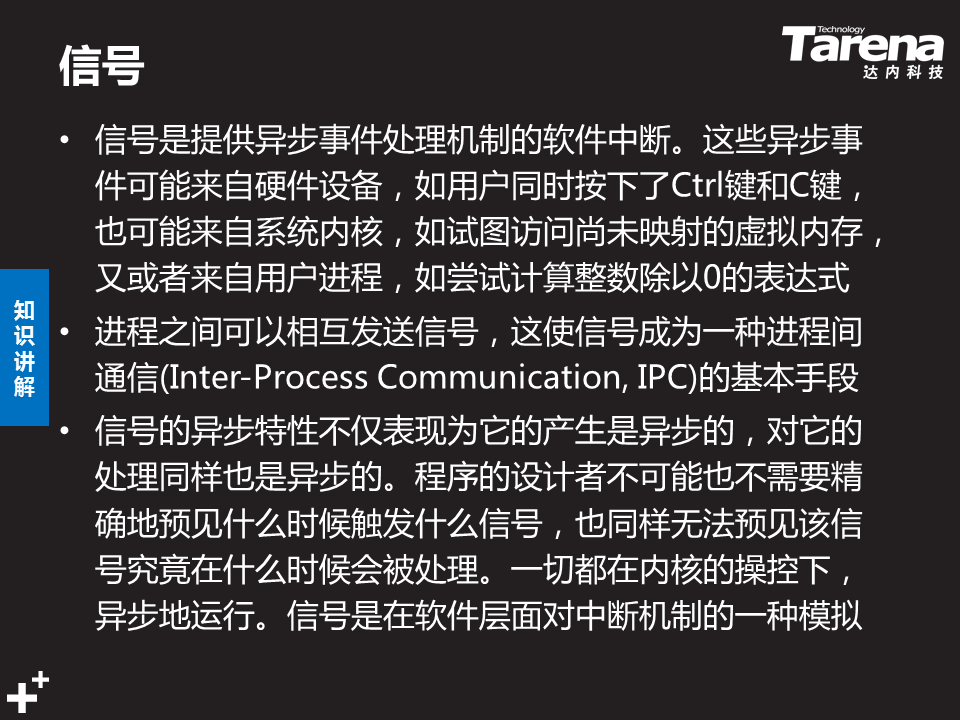 信号
Technology
Tarena
达内科技
• 信号是提供异步事件处理机制的软件中断。这些异步事
件可能来自硬件设备，如用户同时按下了Ctrl键和C键，
也可能来自系统内核，如试图访问尚未映射的虚拟内存，
又或者来自用户进程，如尝试计算整数除以0的表达式
• 进程之间可以相互发送信号，这使信号成为一种进程间
通信(Inter-Process Communication, IPC)的基本手段
• 信号的异步特性不仅表现为它的产生是异步的，对它的
处理同样也是异步的。程序的设计者不可能也不需要精
确地预见什么时候触发什么信号，也同样无法预见该信
号究竟在什么时候会被处理。一切都在内核的操控下，
异步地运行。信号是在软件层面对中断机制的一种模拟
知
识
讲
解